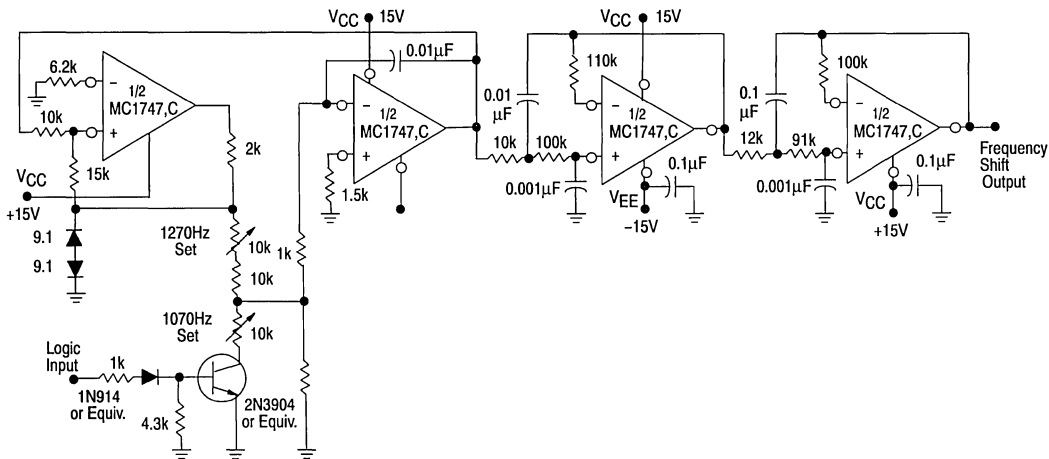 VCC 15V
VCC 15V
0.01µF
6.2k
1/2
MC1747,C
10k
15k
2k
VCC
+15V
9.1
9.1
1/2
MC1747,C
1.5k
1k
0.01
µF
110k
1/2
MC1747,C
10k
100k
0.001µF
VEE
0.1µF
–15V
0.1
µF
100k
1/2
MC1747,C
12k
91k
0.001µF
VCC
0.1µF
+15V
Frequency
Shift
Output
1270Hz
Set
10k
10k
1070Hz
Set
10k
Logic
Input
1k
1N914
or Equiv.
4.3k
2N3904
or Equiv.